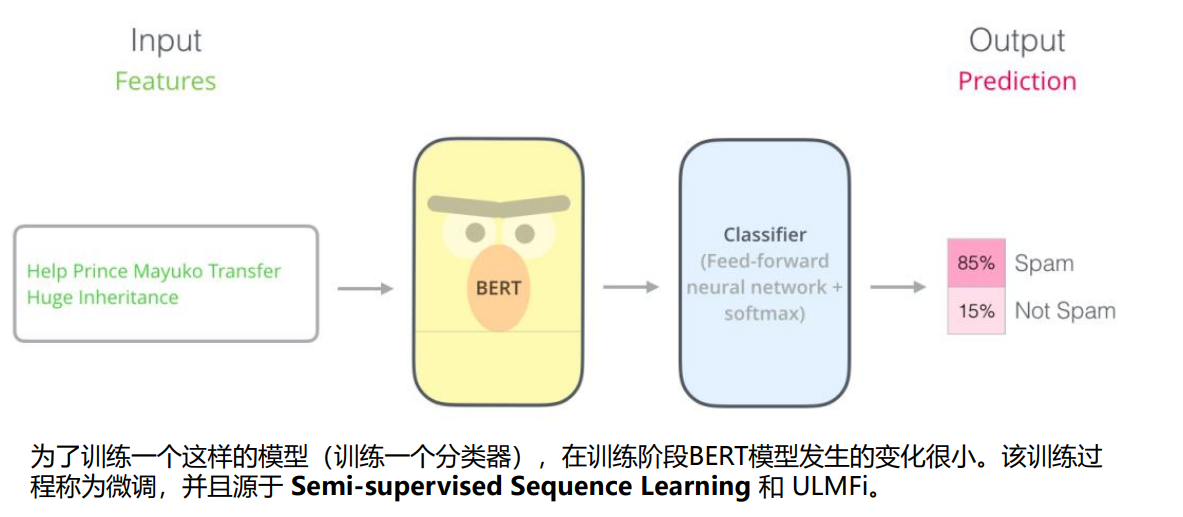 Input
Features
Output
Prediction
Help Prince Mayuko Transfer
Huge Inheritance
BERT
Classifier
(Feed-forward
neural network +
softmax)
85% Spam
15% Not Spam
为了训练一个这样的模型（训练一个分类器），在训练阶段BERT模型发生的变化很小。该训练过
程称为微调，并且源于 Semi-supervised Sequence Learning 和 ULMFi。